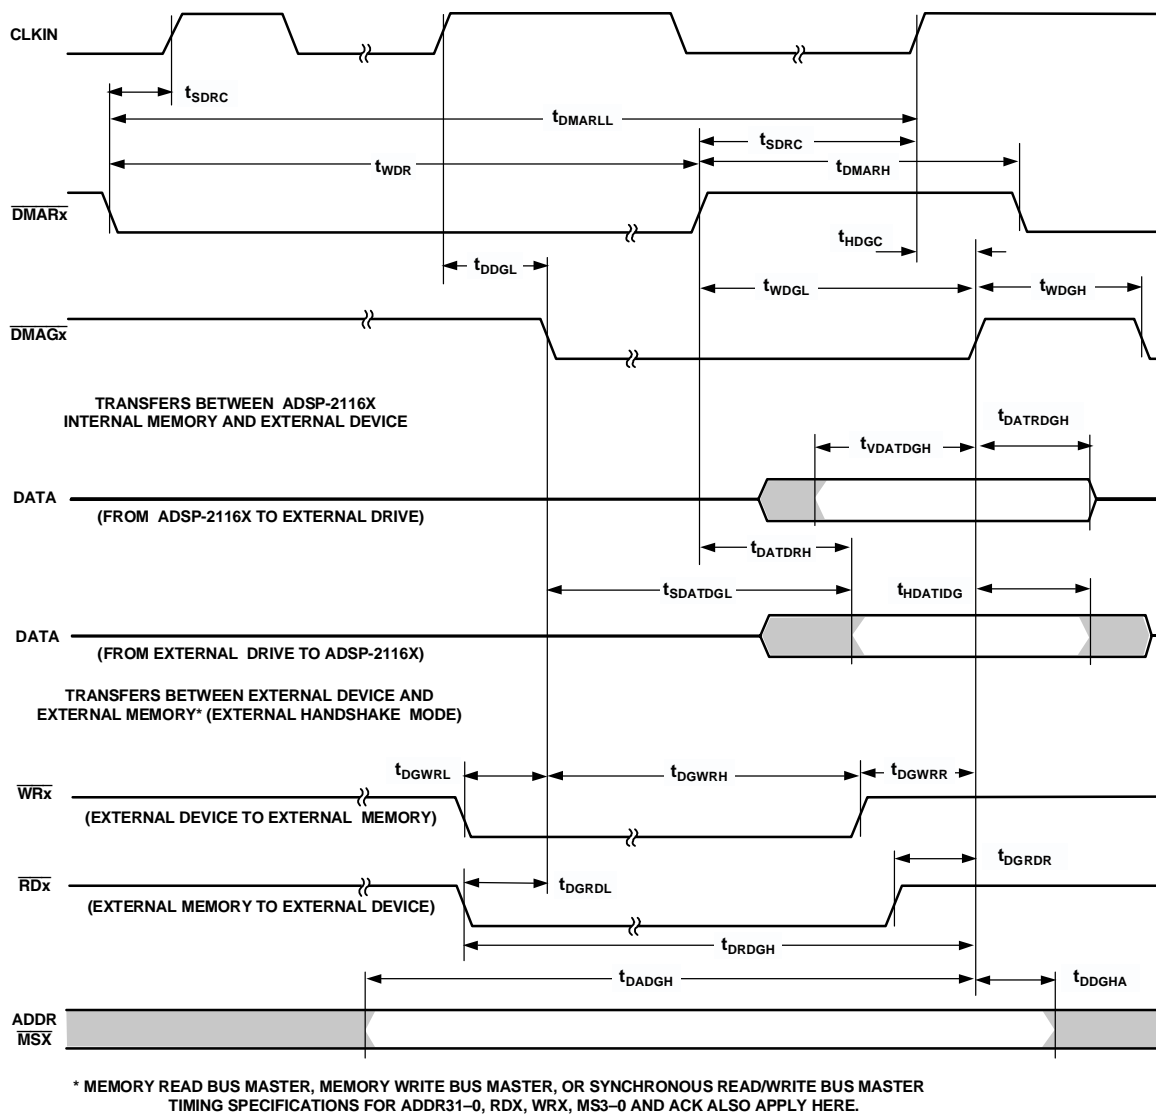 CLKIN
tSDRC
tDMARLL
tSDRC
tWDR
tDMARH
DMARx
tHDGC
tDDGL
tWDGL
tWDGH
DMAGx
TRANSFERS BETWEEN ADSP-2116X
INTERNAL MEMORY AND EXTERNAL DEVICE
tDATRDGH
tVDATDGH
DATA
(FROM ADSP-2116X TO EXTERNAL DRIVE)
tDATDRH
tSDATDGL
tHDATIDG
DATA
(FROM EXTERNAL DRIVE TO ADSP-2116X)
TRANSFERS BETWEEN EXTERNAL DEVICE AND
EXTERNAL MEMORY* (EXTERNAL HANDSHAKE MODE)
tDGWRL
tDGWRH
tDGWRR
WRx
(EXTERNAL DEVICE TO EXTERNAL MEMORY)
tDGRDR
RDx
tDGRDL
(EXTERNAL MEMORY TO EXTERNAL DEVICE)
tDRDGH
tDADGH
tDDGHA
ADDR
MSX
* MEMORY READ BUS MASTER, MEMORY WRITE BUS MASTER, OR SYNCHRONOUS READ/WRITE BUS MASTER
TIMING SPECIFICATIONS FOR ADDR31–0, RDX, WRX, MS3–0 AND ACK ALSO APPLY HERE.